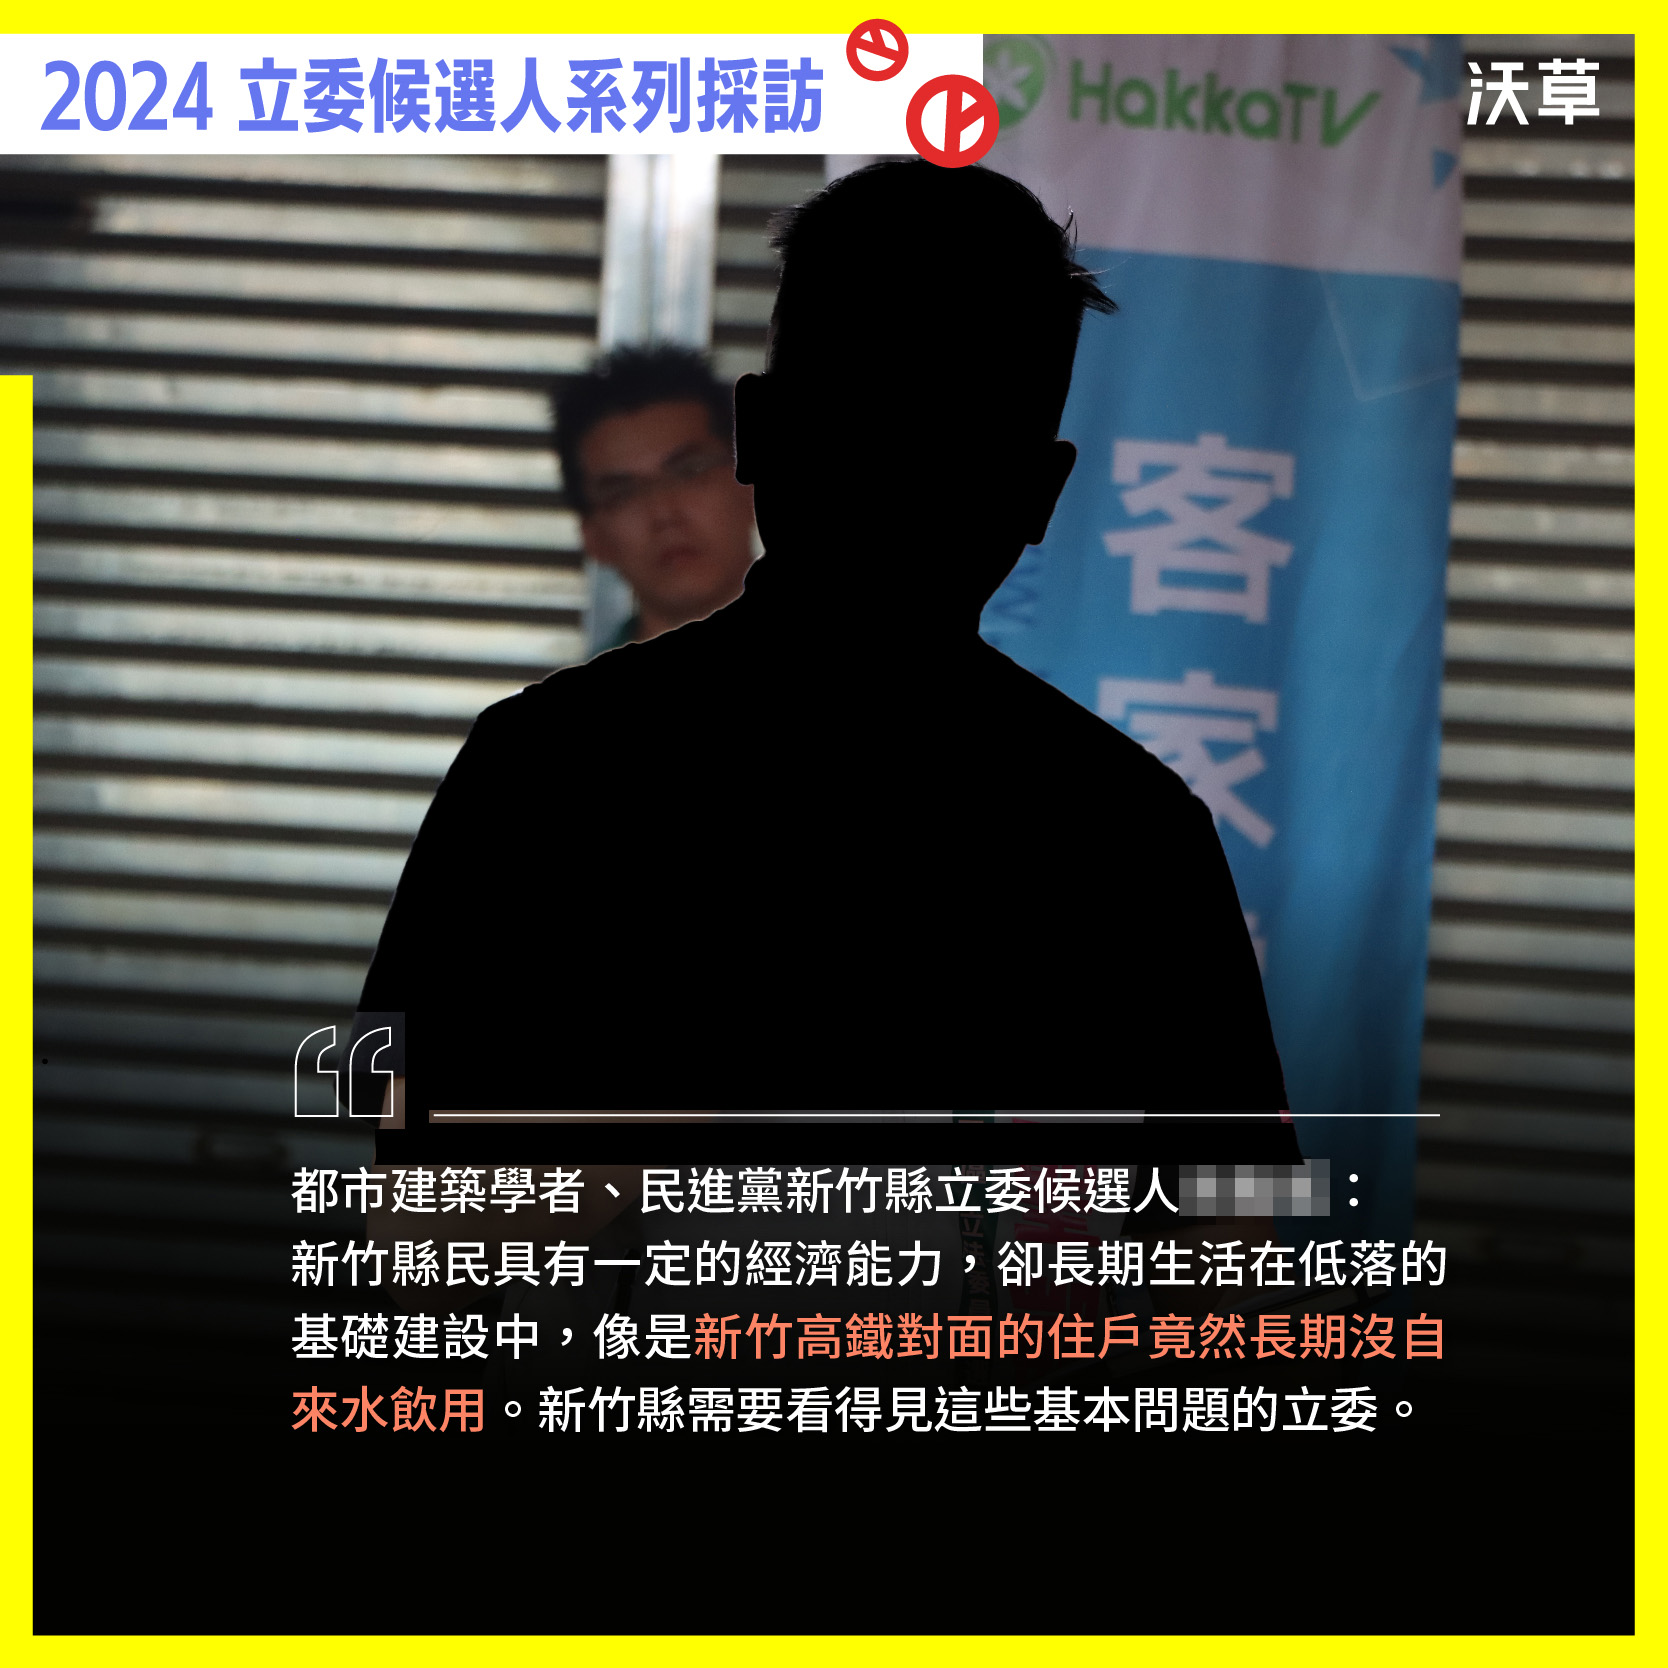 2024 立委候選人系列採訪
沃草
HakkaTV
客家
都市建築學者、民進黨新竹縣立委候選人：
新竹縣民具有一定的經濟能力，卻長期生活在低落的
基礎建設中，像是新竹高鐵對面的住戶竟然長期沒自
來水飲用。新竹縣需要看得見這些基本問題的立委。